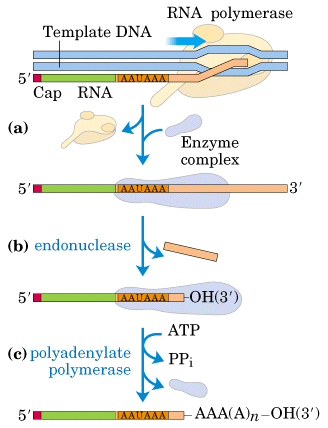 RNA polymerase
Template DNA
AAUAAA
5′
Cap RNA
(a)
Enzyme
complex
5′ AAUAAA 3′
(b) endonuclease
5′ AAUAAA -OH(3′)
ATP
(c) polyadenylate
polymerase
PPi
5′ AAUAAA -AAA(A)n-OH(3′)